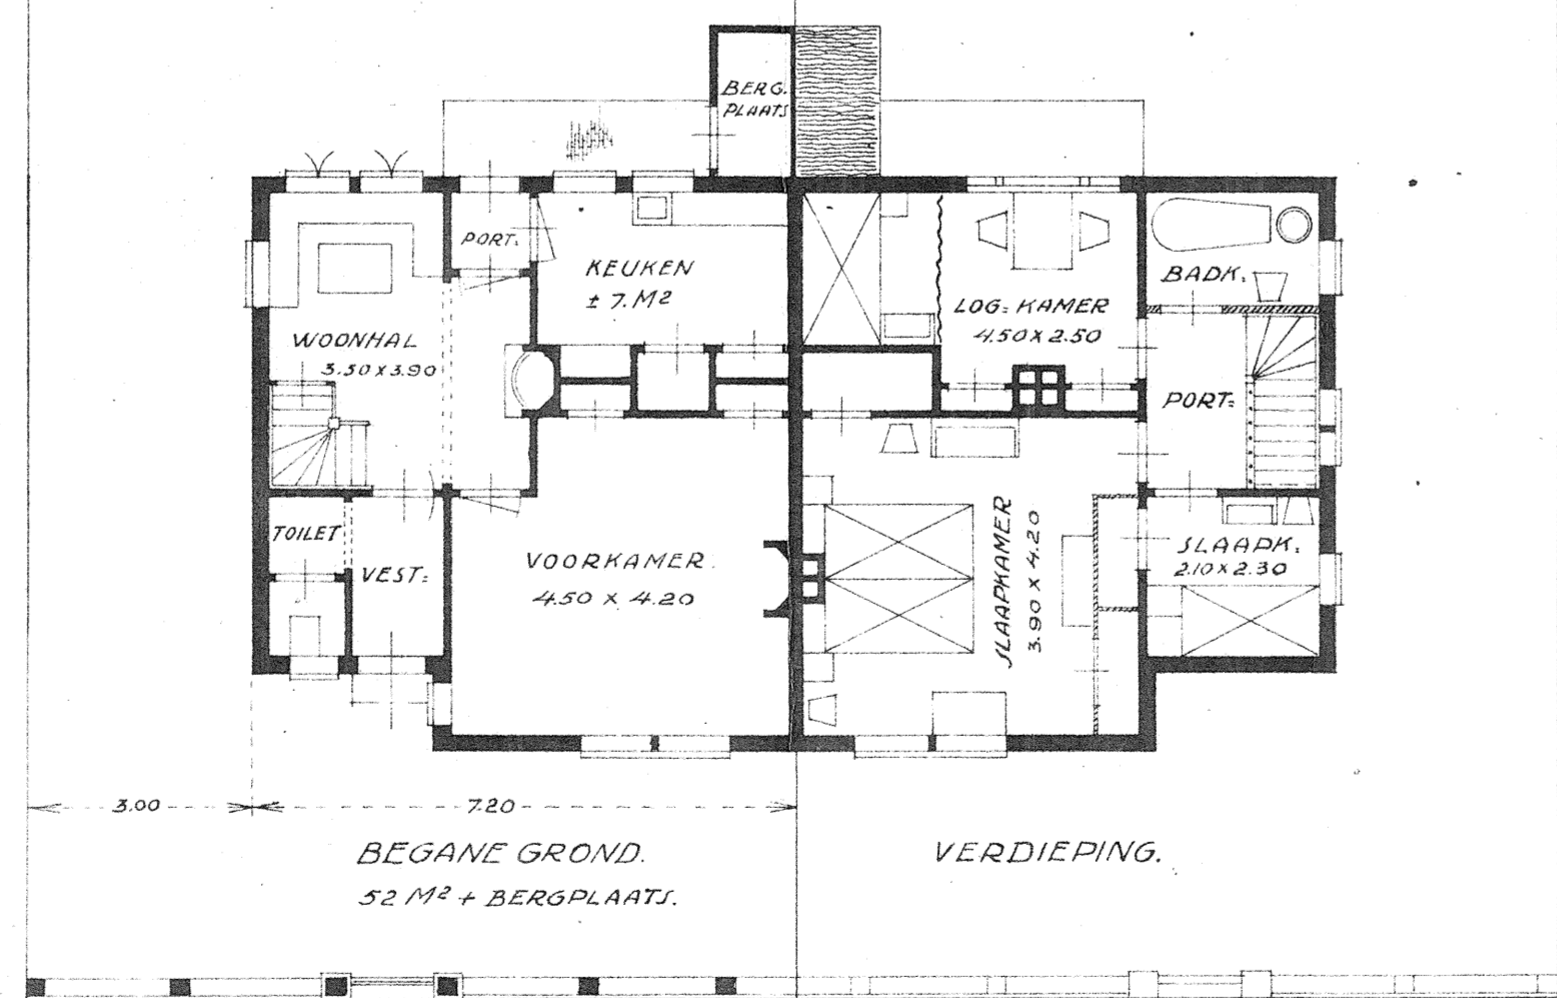 BERG.
PLAATS
PORT.
KEUKEN
± 7. M²
WOONHAL
3.50 x 3.90
TOILET
VEST:
VOORKAMER.
4.50 x 4.20
LOG: KAMER
4.50 x 2.50
BADK.
PORT:
SLAAPKAMER
3.90 x 4.20
SLAAPK.
2.10 x 2.30
3.00
7.20
BEGANE GROND.
52 M² + BERGPLAATS.
VERDIEPING.